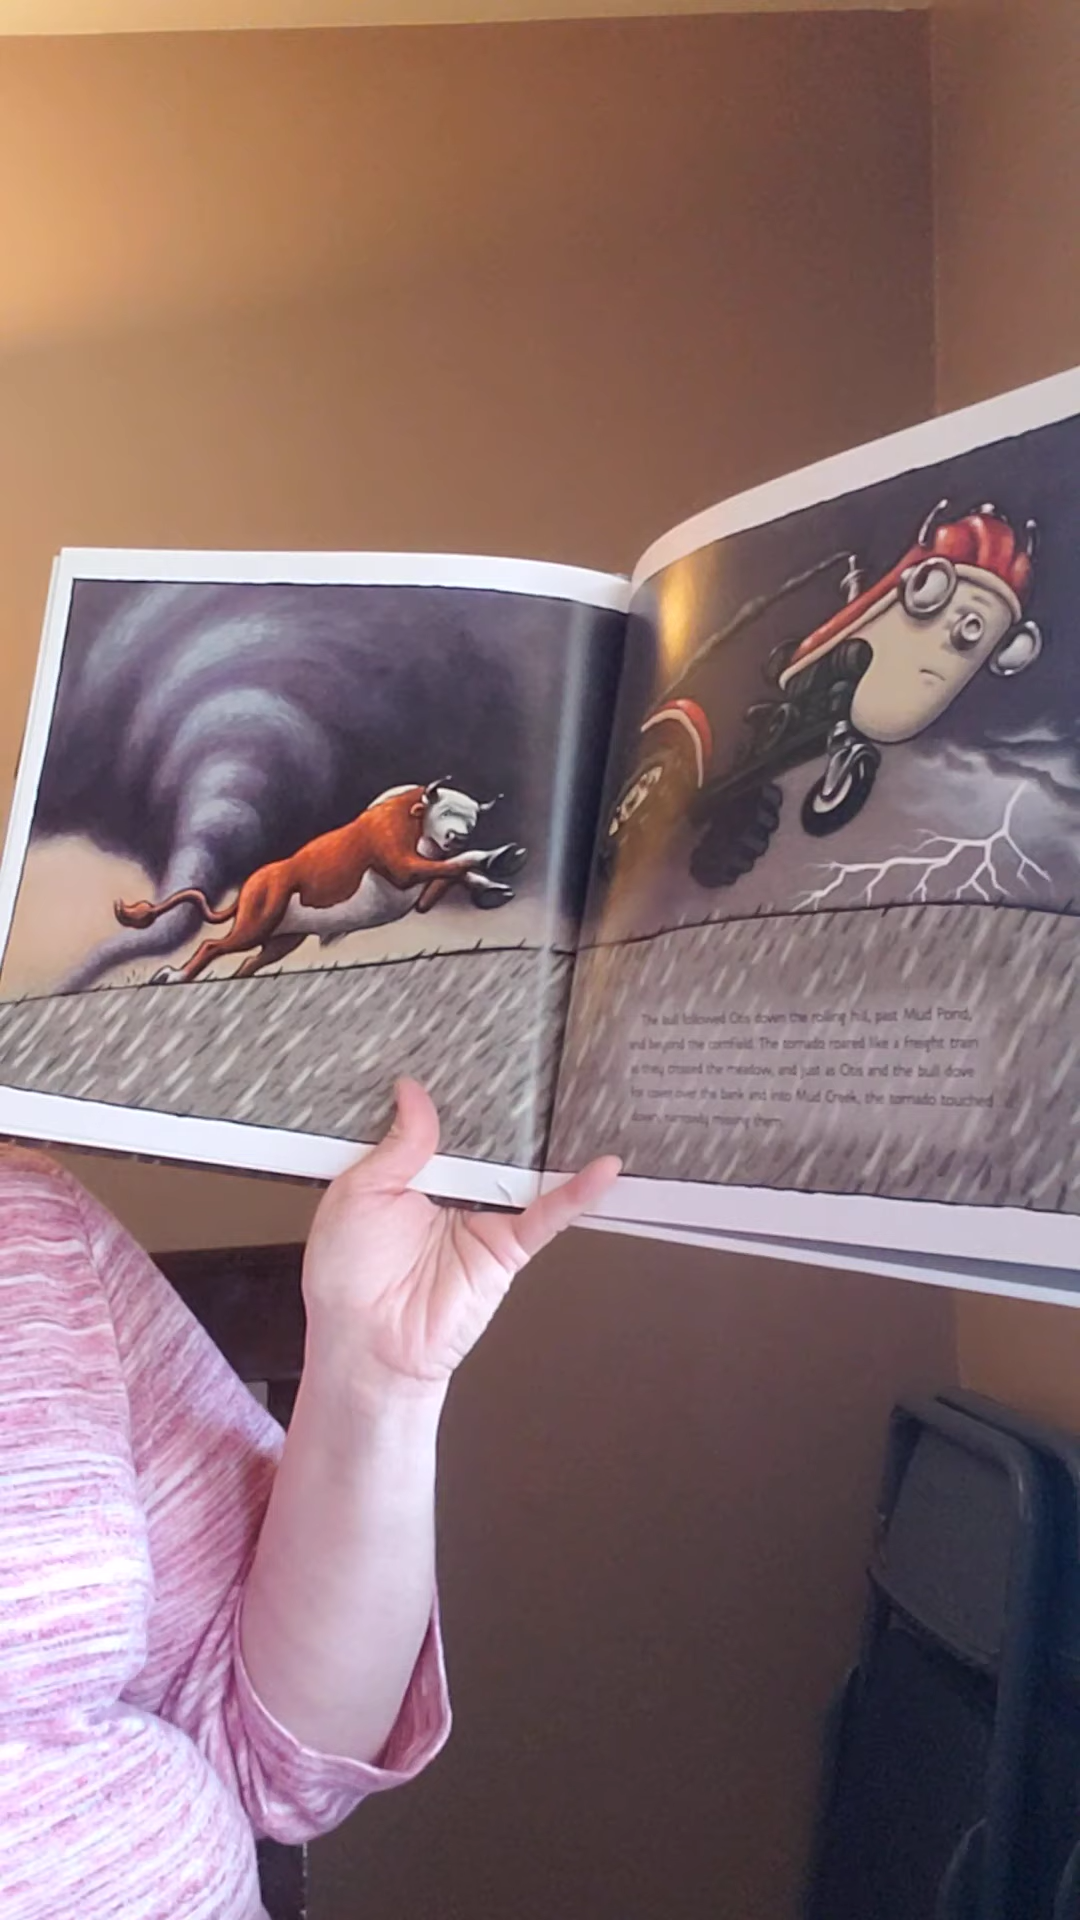 The bull followed Otis down the rolling hill, past Mud Pond,
and beyond the cornfield. The tornado roared like a freight train
as they crossed the meadow, and just as Otis and the bull dove
for cover over the bank and into Mud Creek, the tornado touched
down, narrowly missing them.